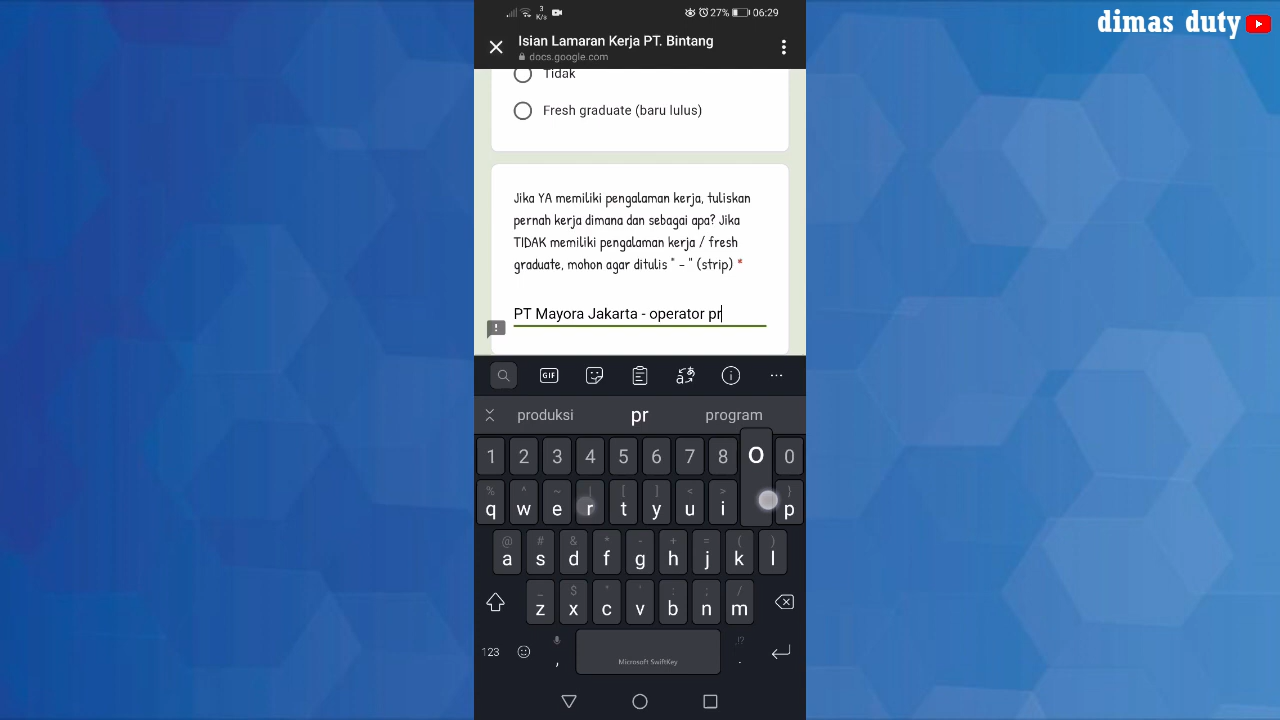 dimas duty
3
K/s
27%
06:29
Isian Lamaran Kerja PT. Bintang
docs.google.com
Tidak
Fresh graduate (baru lulus)
Jika YA memiliki pengalaman kerja, tuliskan
pernah kerja dimana dan sebagai apa? Jika
TIDAK memiliki pengalaman kerja / fresh
graduate, mohon agar ditulis " - " (strip) *
PT Mayora Jakarta - operator pr
GIF
produksi pr program
1 2 3 4 5 6 7 8 o 0
% ^ ~ | [ ] < > }
q w e r t y u i p
@ # & * - + = ( )
a s d f g h j k l
_ $ " ' : ; /
z x c v b n m
123 , Microsoft SwiftKey .